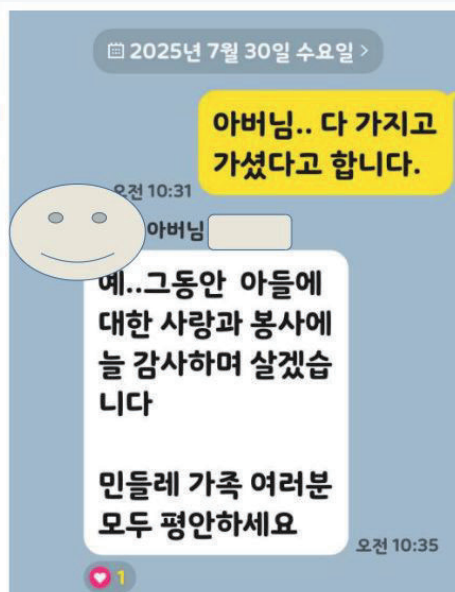 2025년 7월 30일 수요일 >
아버님.. 다 가지고
가셨다고 합니다.
오전 10:31
아버님
예..그동안 아들에
대한 사랑과 봉사에
늘 감사하며 살겠습
니다
민들레 가족 여러분
모두 평안하세요
오전 10:35
1